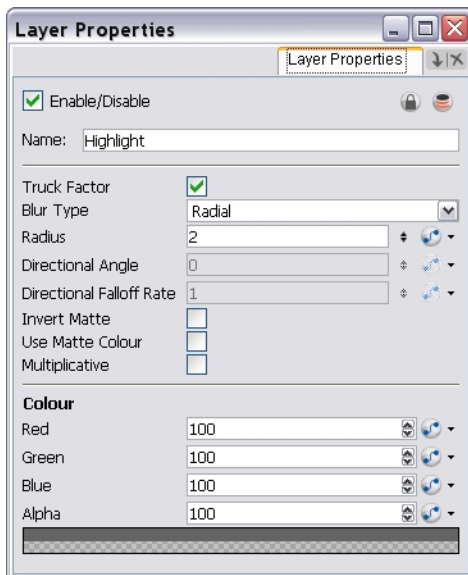 Layer Properties
Layer Properties
Enable/Disable
Name: Highlight
Truck Factor
Blur Type Radial
Radius 2
Directional Angle 0
Directional Falloff Rate 1
Invert Matte
Use Matte Colour
Multiplicative
Colour
Red 100
Green 100
Blue 100
Alpha 100